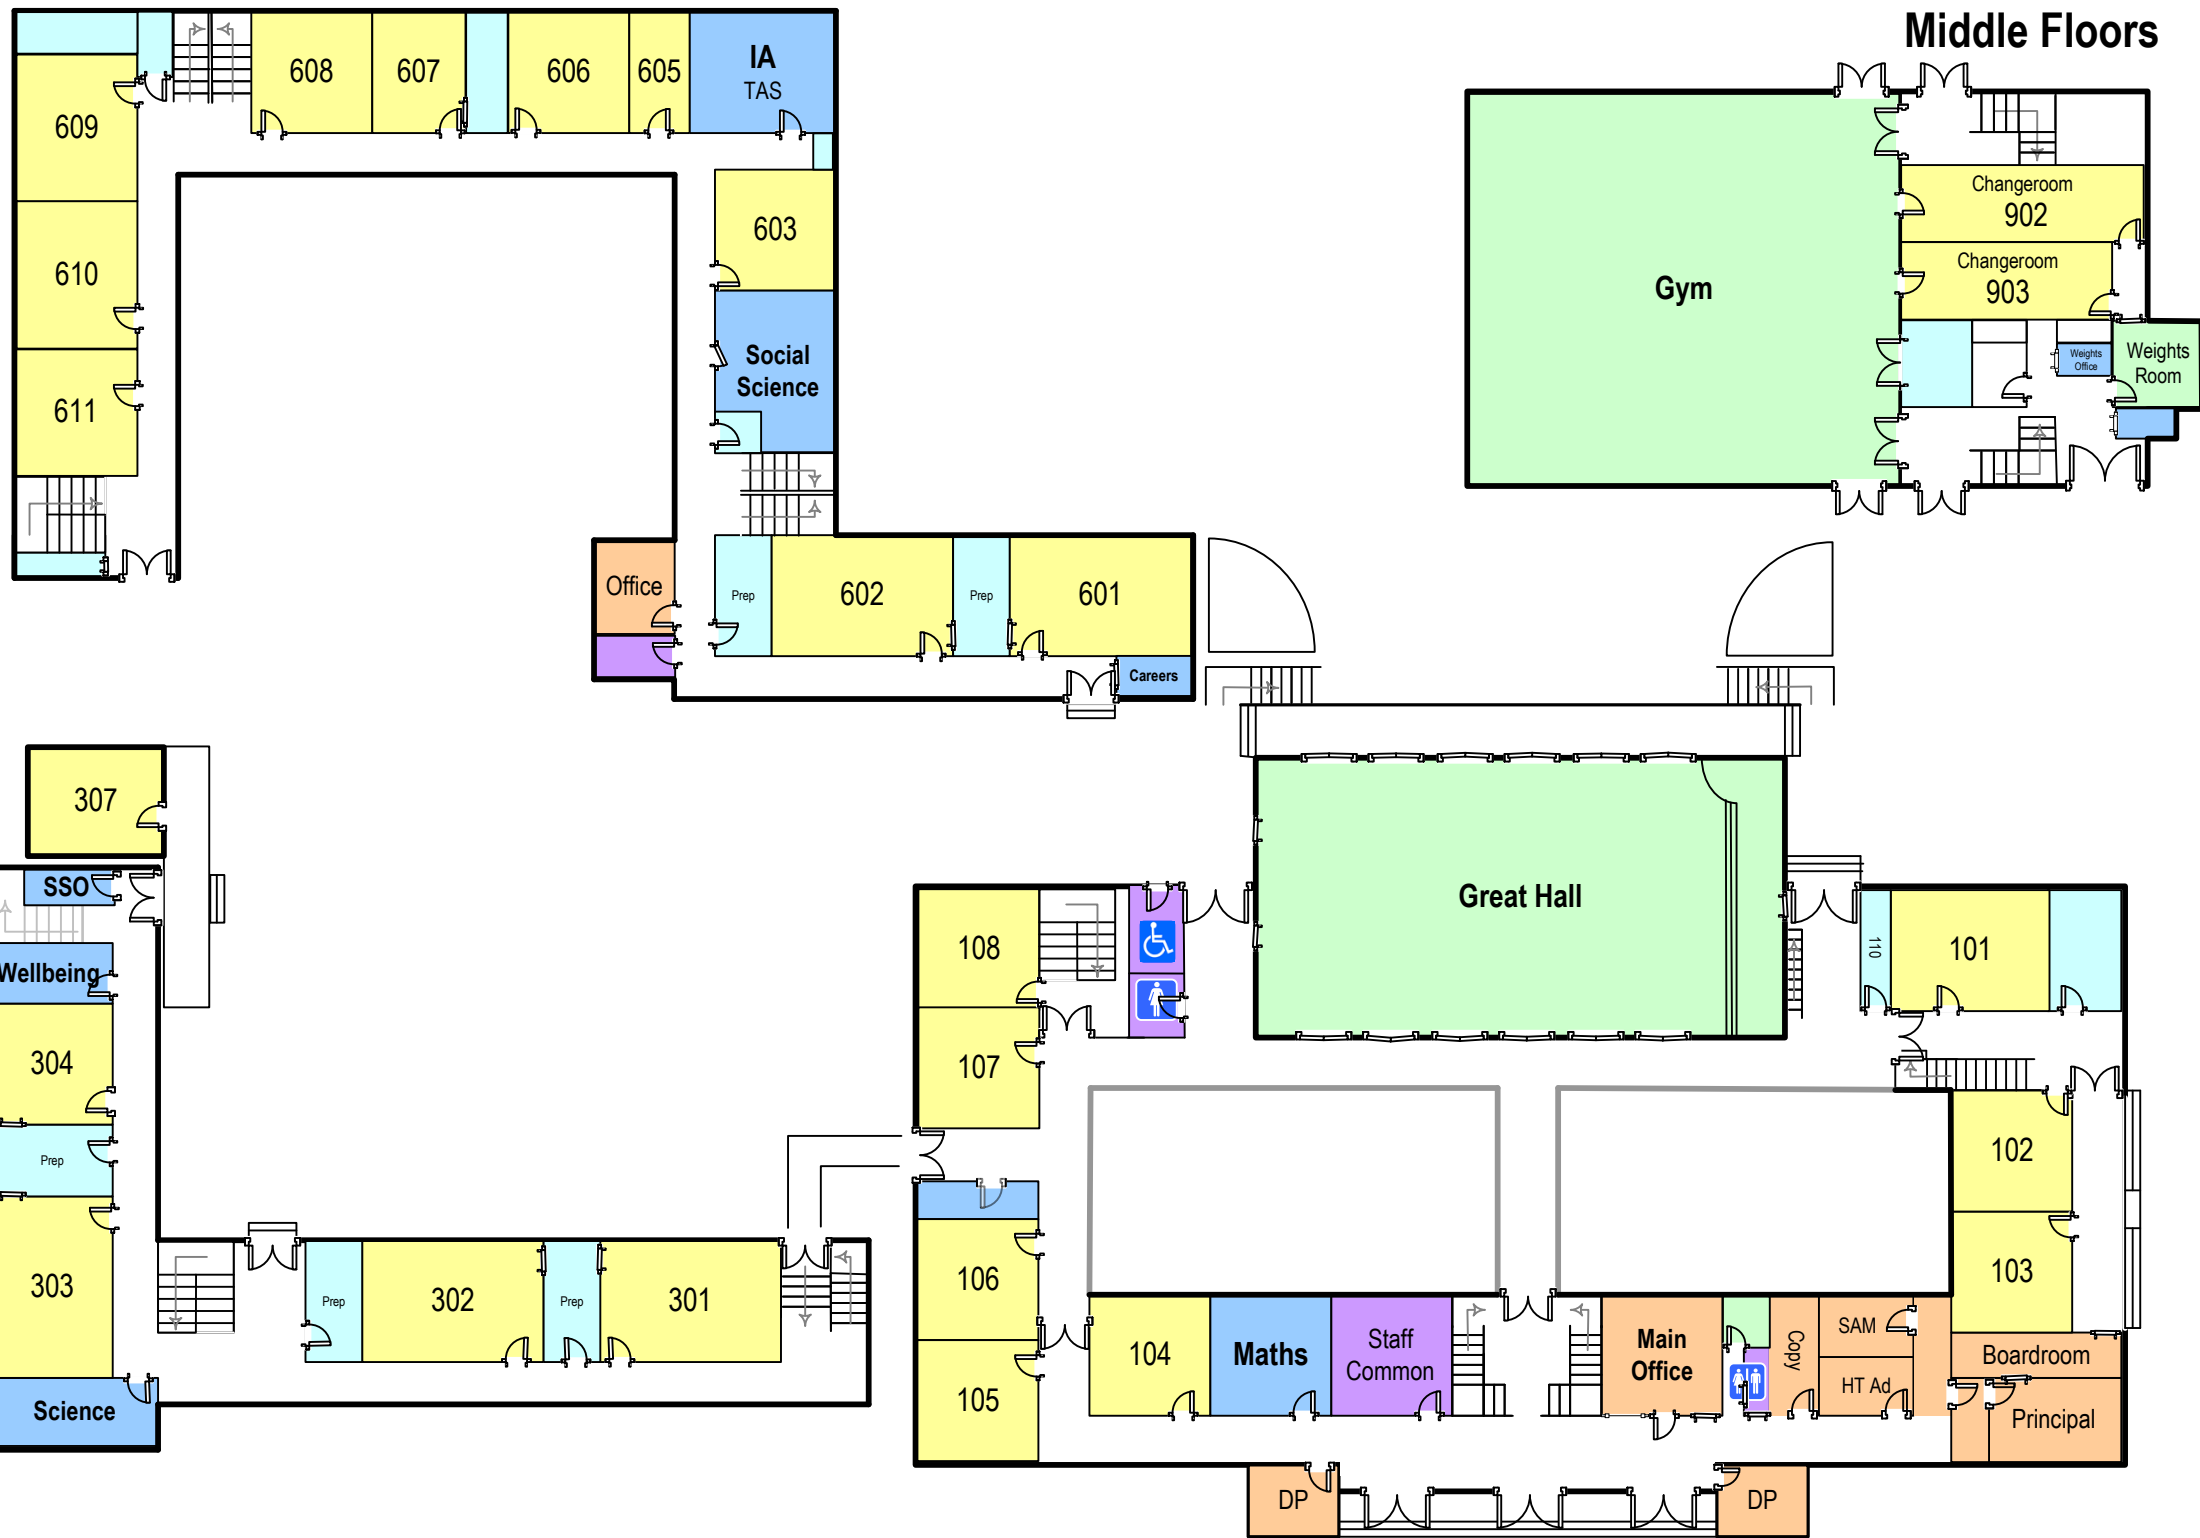 Middle Floors
608
607
606
605
IA
TAS
609
603
610
611
Social
Science
Gym
Changeroom
902
Changeroom
903
Weights
Office
Weights
Room
Office
Prep
602
Prep
601
Careers
307
SSO
Wellbeing
304
Prep
303
Science
Prep
302
Prep
301
Great Hall
108
107
106
105
104
Maths
Staff
Common
Main
Office
Copy
SAM
HT Ad
Boardroom
Principal
110
101
102
103
DP
DP